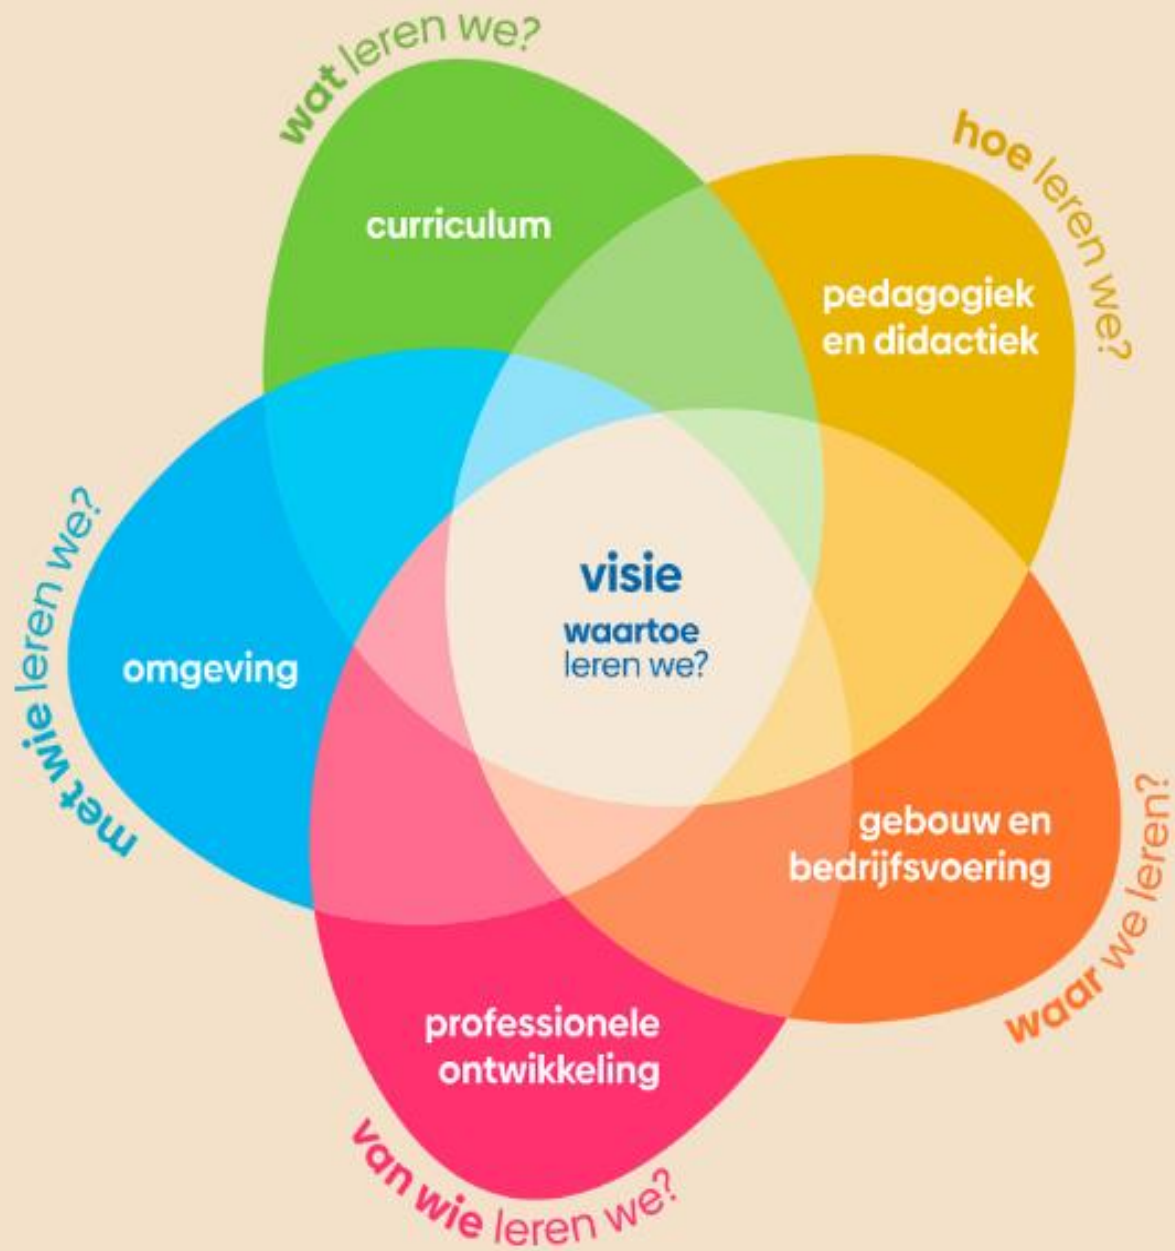 wat leren we?
curriculum
hoe leren we?
pedagogiek
en didactiek
met wie leren we?
omgeving
visie
waartoe
leren we?
gebouw en
bedrijfsvoering
waar we leren?
professionele
ontwikkeling
van wie leren we?